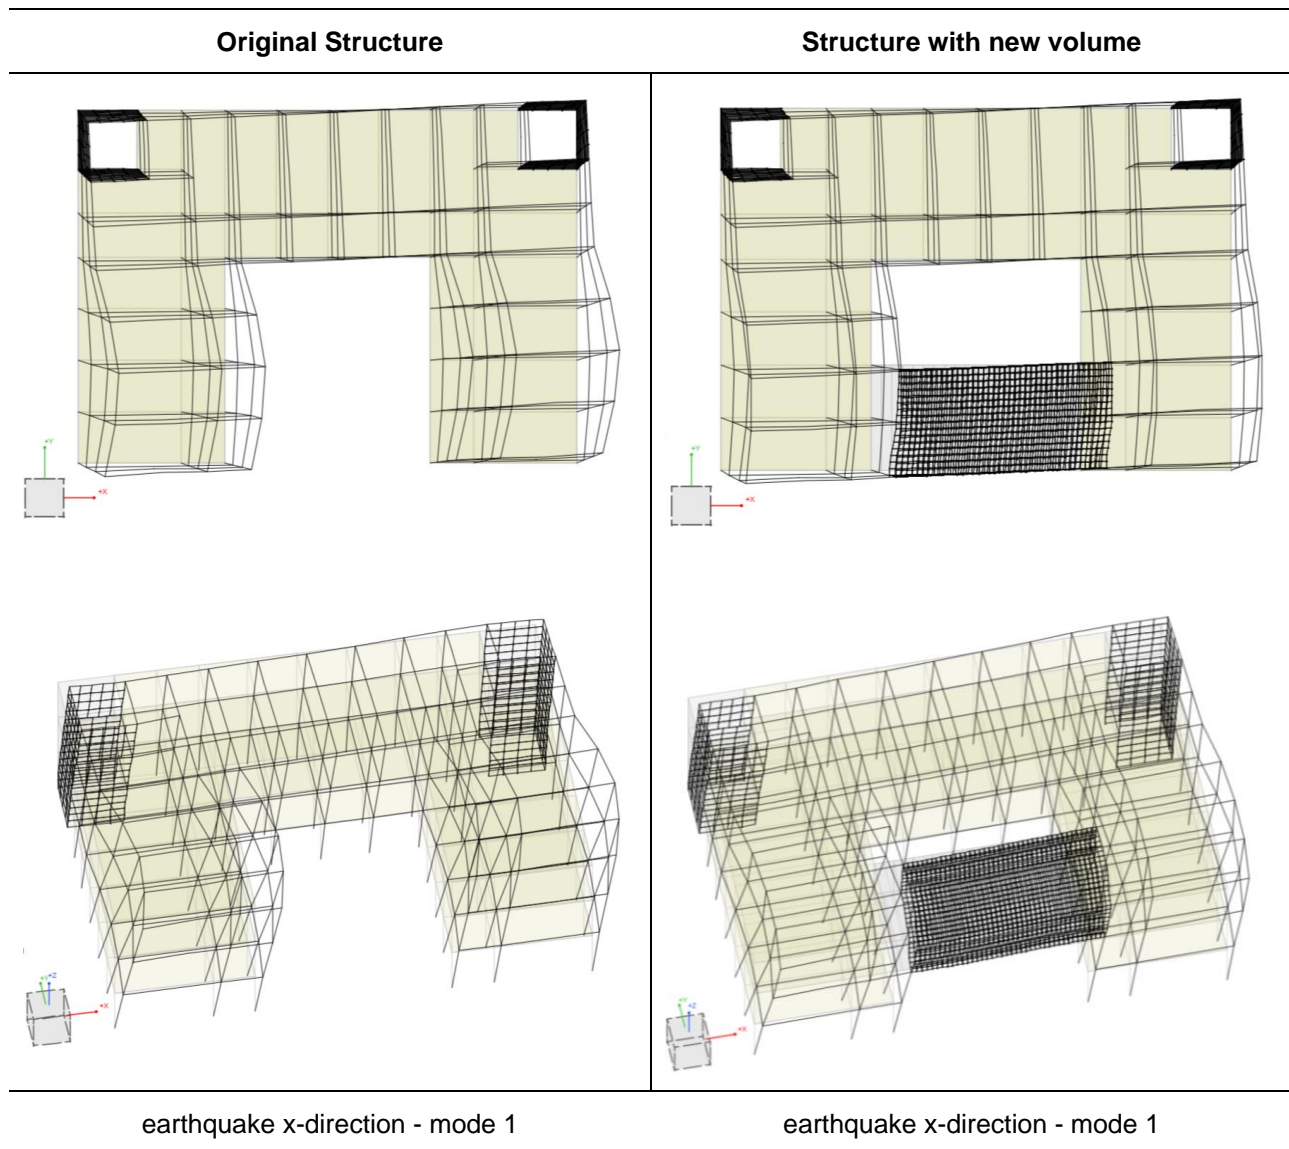 Original Structure
Structure with new volume
+Y
+X
+Y
+X
+Y
+Z
+X
+Y
+Z
+X
earthquake x-direction - mode 1
earthquake x-direction - mode 1